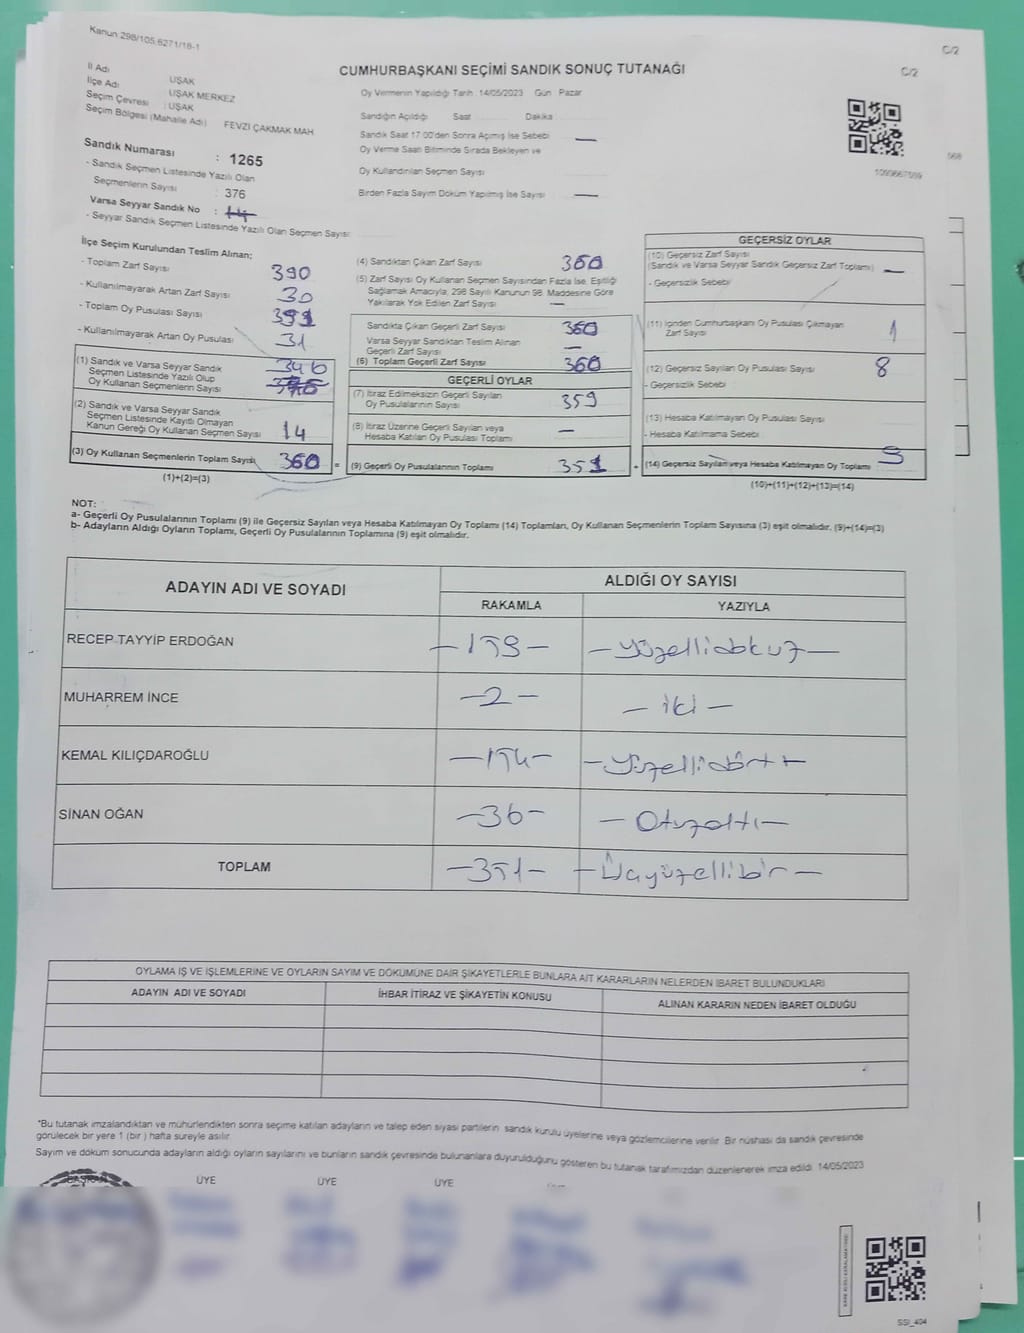 Kanun 298/105,6271/18-1
C/2
C/2
CUMHURBAŞKANI SEÇİMİ SANDIK SONUÇ TUTANAĞI
İl Adı UŞAK
İlçe Adı UŞAK MERKEZ
Seçim Çevresi : UŞAK
Seçim Bölgesi (Mahalle Adı) FEVZİ ÇAKMAK MAH
Sandık Numarası : 1265
- Sandık Seçmen Listesinde Yazılı Olan
Seçmenlerin Sayısı : 376
Varsa Seyyar Sandık No :
- Seyyar Sandık Seçmen Listesinde Yazılı Olan Seçmen Sayısı:
Oy Vermenin Yapıldığı Tarih : 14/05/2023 Gün Pazar
Sandığın Açıldığı Saat Dakika
Sandık Saat 17:00'den Sonra Açılmış İse Sebebi —
Oy Verme Saati Bitiminde Sırada Bekleyen ve
Oy Kullandırılan Seçmen Sayısı
Birden Fazla Sayım Döküm Yapılmış İse Sayısı —
1090667059
İlçe Seçim Kurulundan Teslim Alınan;
- Toplam Zarf Sayısı 390
- Kullanılmayarak Artan Zarf Sayısı 30
- Toplam Oy Pusulası Sayısı 391
- Kullanılmayarak Artan Oy Pusulası 31
(1) Sandık ve Varsa Seyyar Sandık
Seçmen Listesinde Yazılı Olup
Oy Kullanan Seçmenlerin Sayısı 346
(2) Sandık ve Varsa Seyyar Sandık
Seçmen Listesinde Kayıtlı Olmayan
Kanun Gereği Oy Kullanan Seçmen Sayısı 14
(3) Oy Kullanan Seçmenlerin Toplam Sayısı 360 =
(1)+(2)=(3)
(4) Sandıktan Çıkan Zarf Sayısı 360
(5) Zarf Sayısı Oy Kullanan Seçmen Sayısından Fazla İse, Eşitliği
Sağlamak Amacıyla, 298 Sayılı Kanunun 98. Maddesine Göre
Yakılarak Yok Edilen Zarf Sayısı —
Sandıkta Çıkan Geçerli Zarf Sayısı 360
Varsa Seyyar Sandıktan Teslim Alınan
Geçerli Zarf Sayısı —
(6) Toplam Geçerli Zarf Sayısı 360
GEÇERLİ OYLAR
(7) İtiraz Edilmeksizin Geçerli Sayılan
Oy Pusulalarının Sayısı 359
(8) İtiraz Üzerine Geçerli Sayılan veya
Hesaba Katılan Oy Pusulası Toplamı —
(9) Geçerli Oy Pusulalarının Toplamı 351 +
GEÇERSİZ OYLAR
(10) Geçersiz Zarf Sayısı
(Sandık ve Varsa Seyyar Sandık Geçersiz Zarf Toplamı) —
- Geçersizlik Sebebi
(11) İçinden Cumhurbaşkanı Oy Pusulası Çıkmayan
Zarf Sayısı 1
(12) Geçersiz Sayılan Oy Pusulası Sayısı 8
- Geçersizlik Sebebi
(13) Hesaba Katılmayan Oy Pusulası Sayısı
- Hesaba Katılmama Sebebi
(14) Geçersiz Sayılan veya Hesaba Katılmayan Oy Toplamı 9
(10)+(11)+(12)+(13)=(14)
NOT:
a- Geçerli Oy Pusulalarının Toplamı (9) ile Geçersiz Sayılan veya Hesaba Katılmayan Oy Toplamı (14) Toplamları, Oy Kullanan Seçmenlerin Toplam Sayısına (3) eşit olmalıdır. (9)+(14)=(3)
b- Adayların Aldığı Oyların Toplamı, Geçerli Oy Pusulalarının Toplamına (9) eşit olmalıdır.
ADAYIN ADI VE SOYADI ALDIĞI OY SAYISI
RAKAMLA YAZIYLA
RECEP TAYYİP ERDOĞAN — 159 — — Yüzellidokuz —
MUHARREM İNCE — 2 — — iki —
KEMAL KILIÇDAROĞLU — 154 — — Yüzellidört —
SİNAN OĞAN — 36 — — Otuzaltı —
TOPLAM — 351 — — Üçyüzellibir —
OYLAMA İŞ VE İŞLEMLERİNE VE OYLARIN SAYIM VE DÖKÜMÜNE DAİR ŞİKAYETLERLE BUNLARA AİT KARARLARIN NELERDEN İBARET BULUNDUKLARI
ADAYIN ADI VE SOYADI İHBAR İTİRAZ VE ŞİKAYETİN KONUSU ALINAN KARARIN NEDEN İBARET OLDUĞU
*Bu tutanak imzalandıktan ve mühürlendikten sonra seçime katılan adayların ve talep eden siyasi partilerin sandık kurulu üyelerine veya gözlemcilerine verilir. Bir nüshası da sandık çevresinde
görülecek bir yere 1 (bir) hafta süreyle asılır.
Sayım ve döküm sonucunda adayların aldığı oyların sayılarını ve bunların sandık çevresinde bulunanlara duyurulduğunu gösteren bu tutanak tarafımızdan düzenlenerek imza edildi. 14/05/2023
BAŞKAN ÜYE ÜYE ÜYE
SSI_404